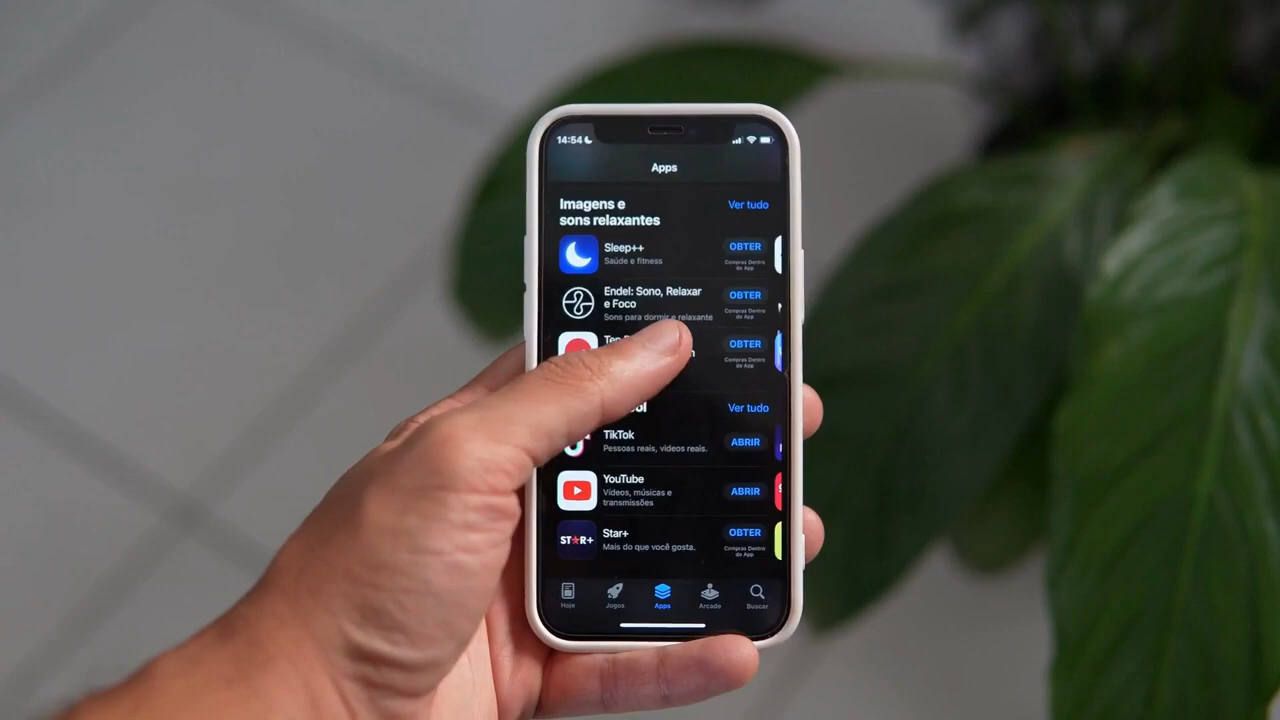 14:54
Apps
Imagens e
sons relaxantes
Ver tudo
Sleep++
Saúde e fitness
OBTER
Compras Dentro
do App
Endel: Sono, Relaxar
e Foco
Sons para dormir e relaxante
OBTER
Compras Dentro
do App
OBTER
Compras Dentro
do App
Ver tudo
TikTok
Pessoas reais, videos reais.
ABRIR
YouTube
Vídeos, músicas e
transmissões
ABRIR
STAR+
Star+
Mais do que você gosta.
OBTER
Compras Dentro
do App
Hoje
Jogos
Apps
Arcade
Buscar